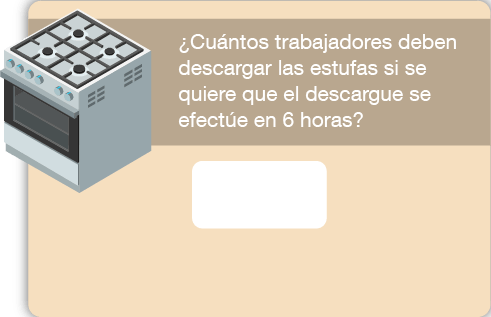 ¿Cuántos trabajadores deben
descargar las estufas si se
quiere que el descargue se
efectúe en 6 horas?